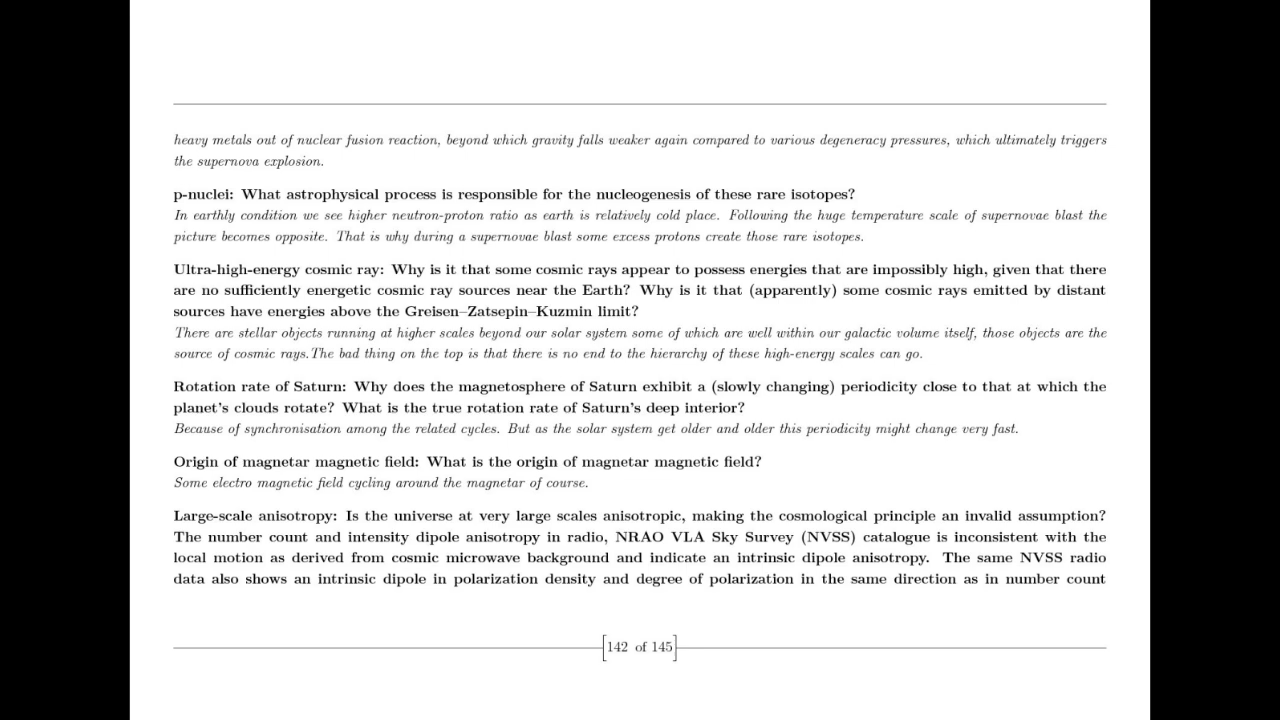 heavy metals out of nuclear fusion reaction, beyond which gravity falls weaker again compared to various degeneracy pressures, which ultimately triggers
the supernova explosion.
p-nuclei: What astrophysical process is responsible for the nucleogenesis of these rare isotopes?
In earthly condition we see higher neutron-proton ratio as earth is relatively cold place. Following the huge temperature scale of supernovae blast the
picture becomes opposite. That is why during a supernovae blast some excess protons create those rare isotopes.
Ultra-high-energy cosmic ray: Why is it that some cosmic rays appear to possess energies that are impossibly high, given that there
are no sufficiently energetic cosmic ray sources near the Earth? Why is it that (apparently) some cosmic rays emitted by distant
sources have energies above the Greisen–Zatsepin–Kuzmin limit?
There are stellar objects running at higher scales beyond our solar system some of which are well within our galactic volume itself, those objects are the
source of cosmic rays.The bad thing on the top is that there is no end to the hierarchy of these high-energy scales can go.
Rotation rate of Saturn: Why does the magnetosphere of Saturn exhibit a (slowly changing) periodicity close to that at which the
planet's clouds rotate? What is the true rotation rate of Saturn's deep interior?
Because of synchronisation among the related cycles. But as the solar system get older and older this periodicity might change very fast.
Origin of magnetar magnetic field: What is the origin of magnetar magnetic field?
Some electro magnetic field cycling around the magnetar of course.
Large-scale anisotropy: Is the universe at very large scales anisotropic, making the cosmological principle an invalid assumption?
The number count and intensity dipole anisotropy in radio, NRAO VLA Sky Survey (NVSS) catalogue is inconsistent with the
local motion as derived from cosmic microwave background and indicate an intrinsic dipole anisotropy. The same NVSS radio
data also shows an intrinsic dipole in polarization density and degree of polarization in the same direction as in number count
[142 of 145]